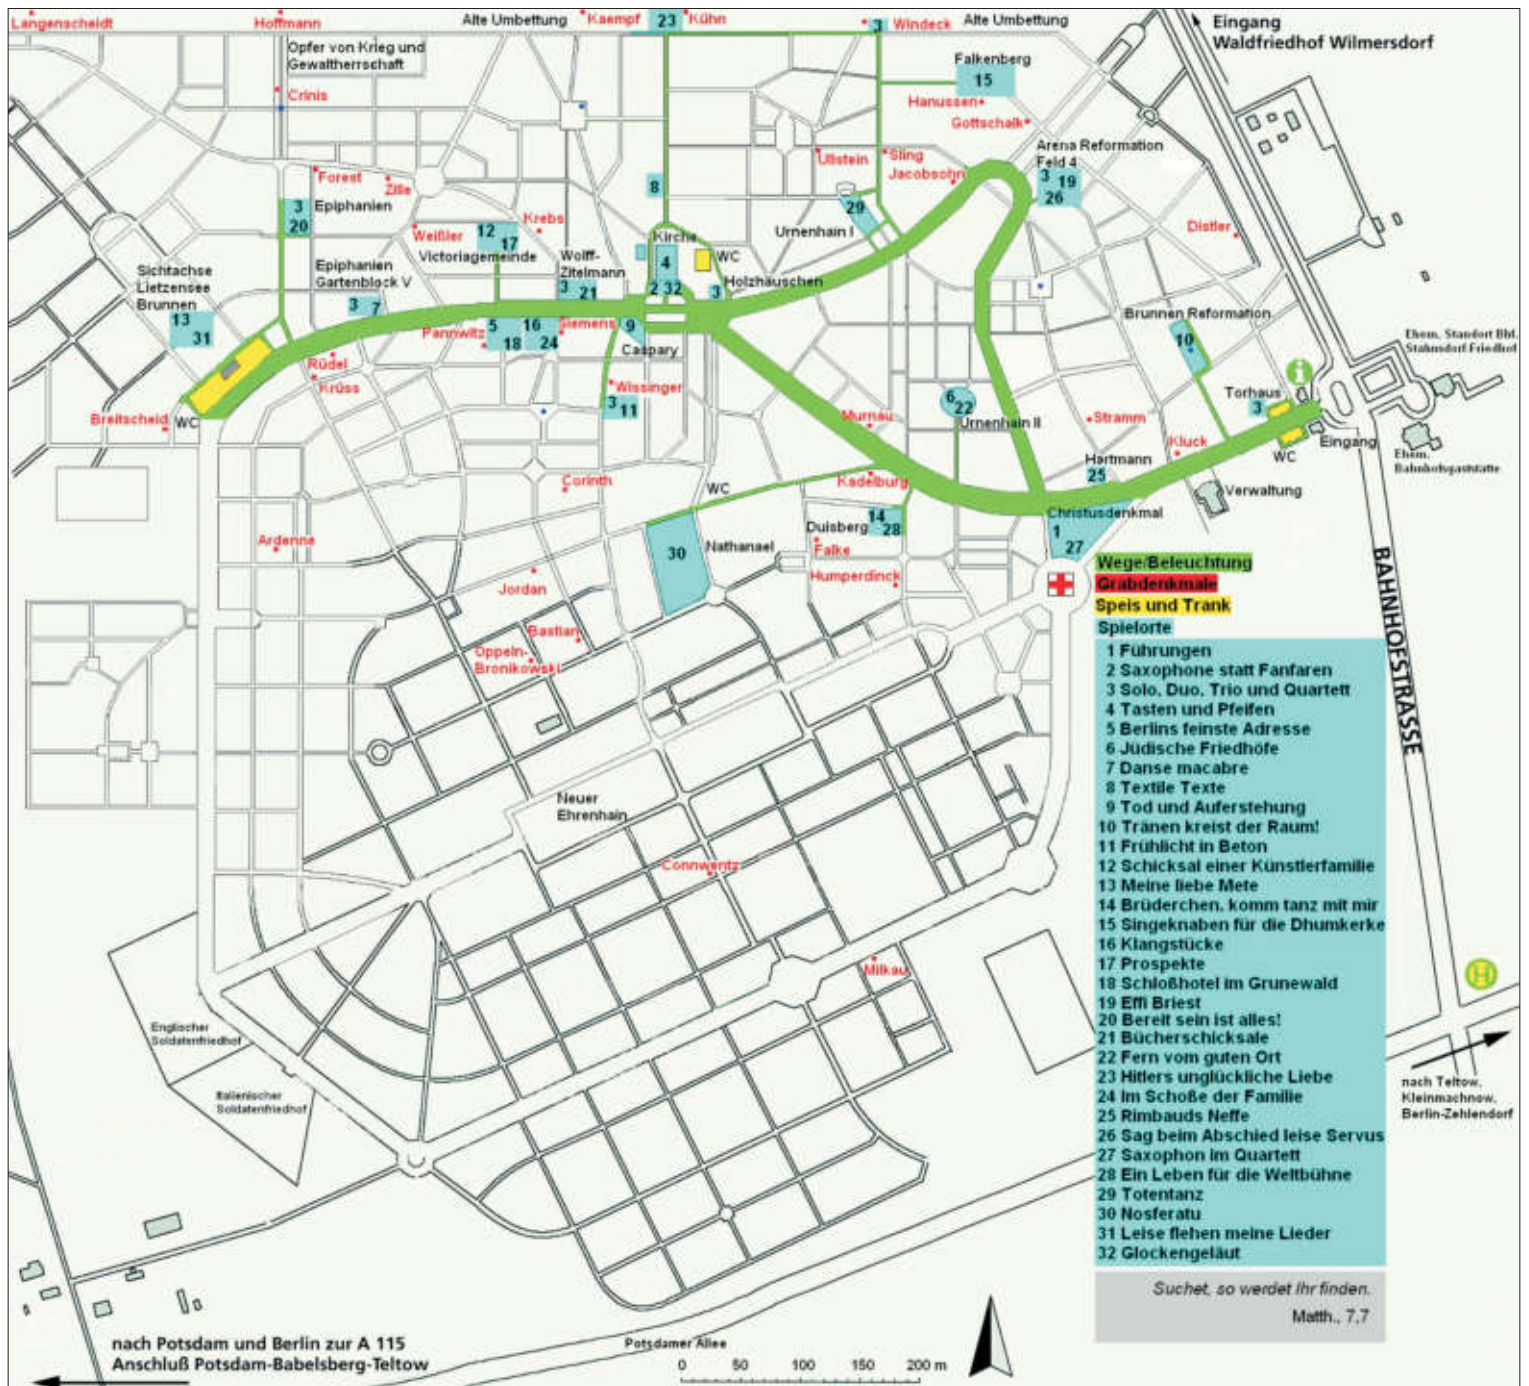 Langenscheidt
Hoffmann
Alte Umbettung
Kaempf
23
Kühn
3
Windeck
Alte Umbettung
Eingang
Waldfriedhof Wilmersdorf
Opfer von Krieg und
Gewaltherrschaft
Crinis
Falkenberg
15
Hanussen
Gottschalk
Arena Reformation
Feld 4
3 19
26
Ullstein
Sling
Jacobsohn
Forest
Zille
8
29
Urnenhain I
Distler
3
20
Epiphanien
Weißler
12
17
Krebs
Victoriagemeinde
Wolff-
Zitelmann
3
21
Kirche
4
2 32
WC
3
Holzhäuschen
Sichtachse
Lietzensee
Brunnen
13
31
Epiphanien
Gartenblock V
3
7
Pannwitz
5
18
16
24
Siemens
9
Caspary
Brunnen Reformation
10
Ehem. Standort Bhf.
Stahnsdorf-Friedhof
Rüdel
Krüss
Wissinger
3
11
Breitscheid
WC
Murnau
6
22
Urnenhain II
Stramm
Torhaus
3
Eingang
WC
Kluck
Ehem.
Bahnhofsgaststätte
Hartmann
25
Verwaltung
Corinth
WC
Kadelburg
Christusdenkmal
1
27
Duisberg
14
28
Falke
Humperdinck
30
Nathanael
Ardenne
Jordan
Bastian
Oppeln-
Bronikowski
BAHNHOFSTRASSE
Wege/Beleuchtung
Grabdenkmale
Speis und Trank
Spielorte
1 Führungen
2 Saxophone statt Fanfaren
3 Solo, Duo, Trio und Quartett
4 Tasten und Pfeifen
5 Berlins feinste Adresse
6 Jüdische Friedhöfe
7 Danse macabre
8 Textile Texte
9 Tod und Auferstehung
10 Tränen kreist der Raum!
11 Frühlicht in Beton
12 Schicksal einer Künstlerfamilie
13 Meine liebe Mete
14 Brüderchen, komm tanz mit mir
15 Singeknaben für die Dhumkerke
16 Klangstücke
17 Prospekte
18 Schloßhotel im Grunewald
19 Effi Briest
20 Bereit sein ist alles!
21 Bücherschicksale
22 Fern vom guten Ort
23 Hitlers unglückliche Liebe
24 Im Schoße der Familie
25 Rimbauds Neffe
26 Sag beim Abschied leise Servus
27 Saxophon im Quartett
28 Ein Leben für die Weltbühne
29 Totentanz
30 Nosferatu
31 Leise flehen meine Lieder
32 Glockengeläut
Suchet, so werdet Ihr finden.
Matth., 7,7
Neuer
Ehrenhain
Connwentz
Milkau
H
Englischer
Soldatenfriedhof
Italienischer
Soldatenfriedhof
nach Teltow,
Kleinmachnow,
Berlin-Zehlendorf
nach Potsdam und Berlin zur A 115
Anschluß Potsdam-Babelsberg-Teltow
Potsdamer Allee
0 50 100 150 200 m